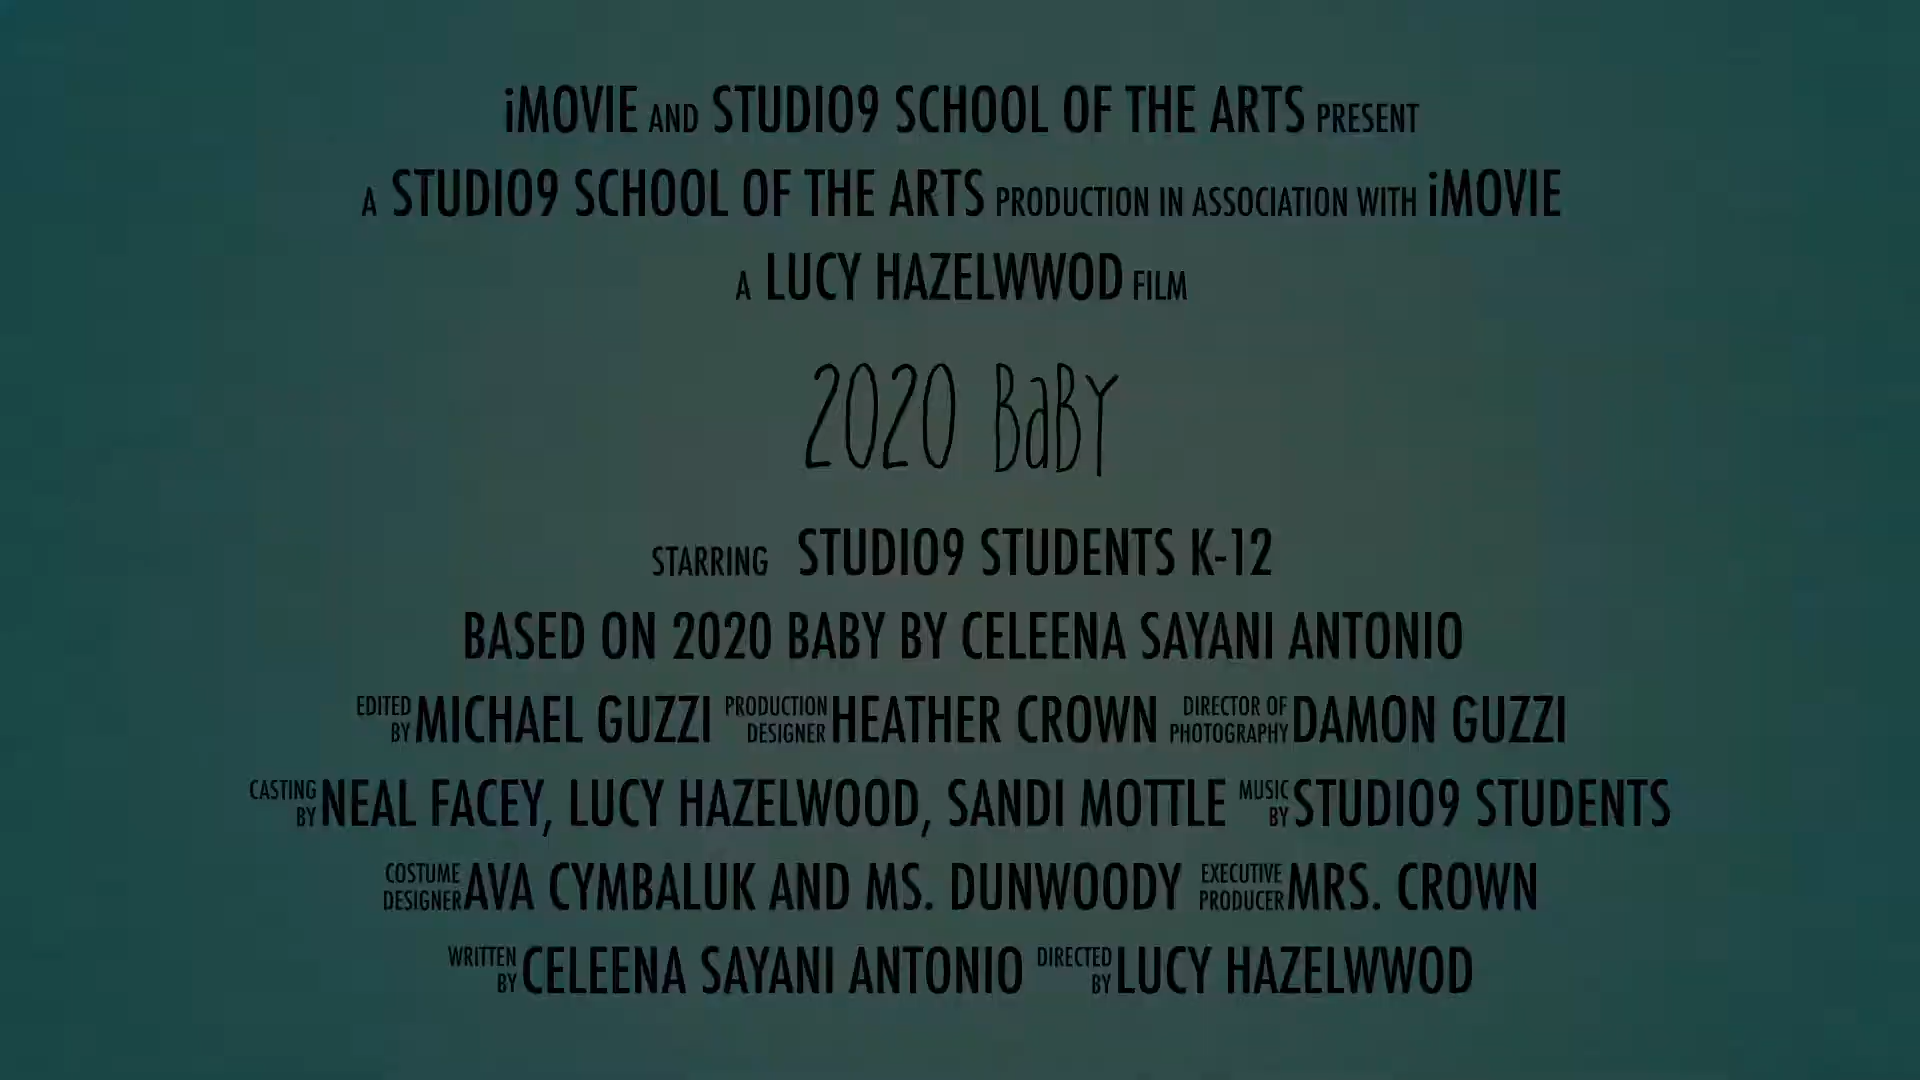 iMOVIE AND STUDIO9 SCHOOL OF THE ARTS PRESENT
A STUDIO9 SCHOOL OF THE ARTS PRODUCTION IN ASSOCIATION WITH iMOVIE
A LUCY HAZELWWOD FILM
2020 BaBY
STARRING STUDIO9 STUDENTS K-12
BASED ON 2020 BABY BY CELEENA SAYANI ANTONIO
EDITED BY MICHAEL GUZZI PRODUCTION DESIGNER HEATHER CROWN DIRECTOR OF PHOTOGRAPHY DAMON GUZZI
CASTING BY NEAL FACEY, LUCY HAZELWOOD, SANDI MOTTLE MUSIC BY STUDIO9 STUDENTS
COSTUME DESIGNER AVA CYMBALUK AND MS. DUNWOODY EXECUTIVE PRODUCER MRS. CROWN
WRITTEN BY CELEENA SAYANI ANTONIO DIRECTED BY LUCY HAZELWWOD